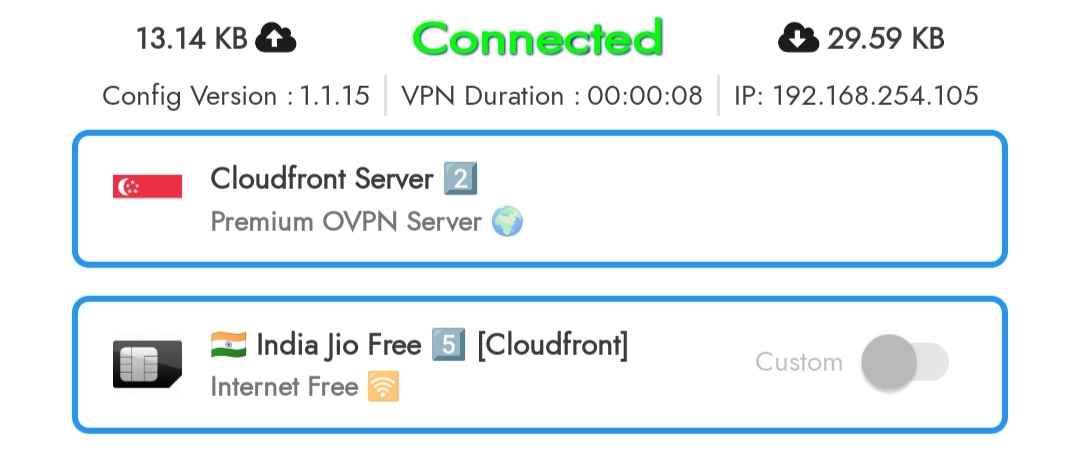 13.14 KB Connected 29.59 KB
Config Version : 1.1.15 VPN Duration : 00:00:08 IP: 192.168.254.105
Cloudfront Server 2️⃣
Premium OVPN Server 🌍
🇮🇳 India Jio Free 5️⃣ [Cloudfront]
Internet Free 🛜
Custom